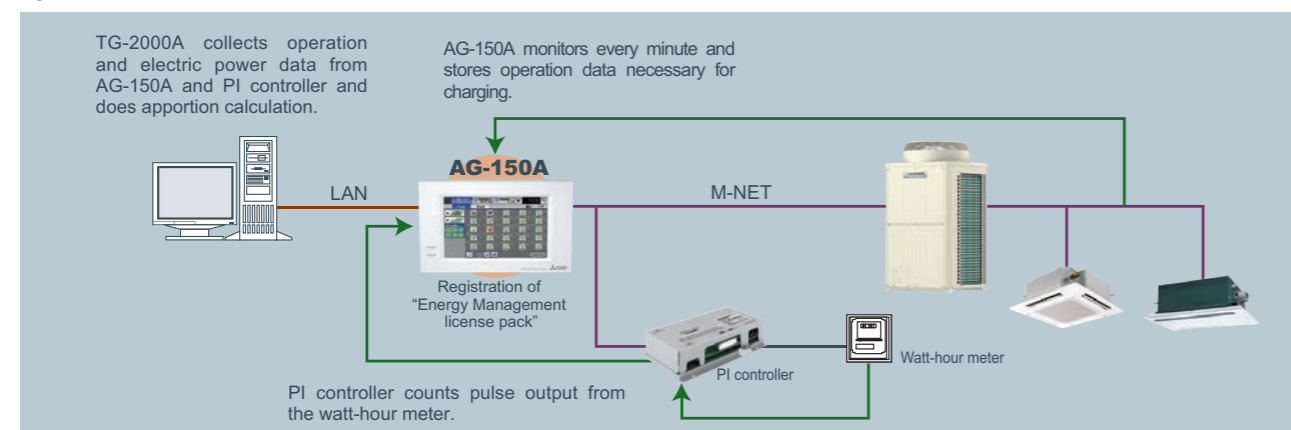 TG-2000A collects operation
and electric power data from
AG-150A and PI controller and
does apportion calculation.
AG-150A monitors every minute and
stores operation data necessary for
charging.
AG-150A
LAN
M-NET
Registration of
“Energy Management
license pack”
PI controller
Watt-hour meter
PI controller counts pulse output from
the watt-hour meter.